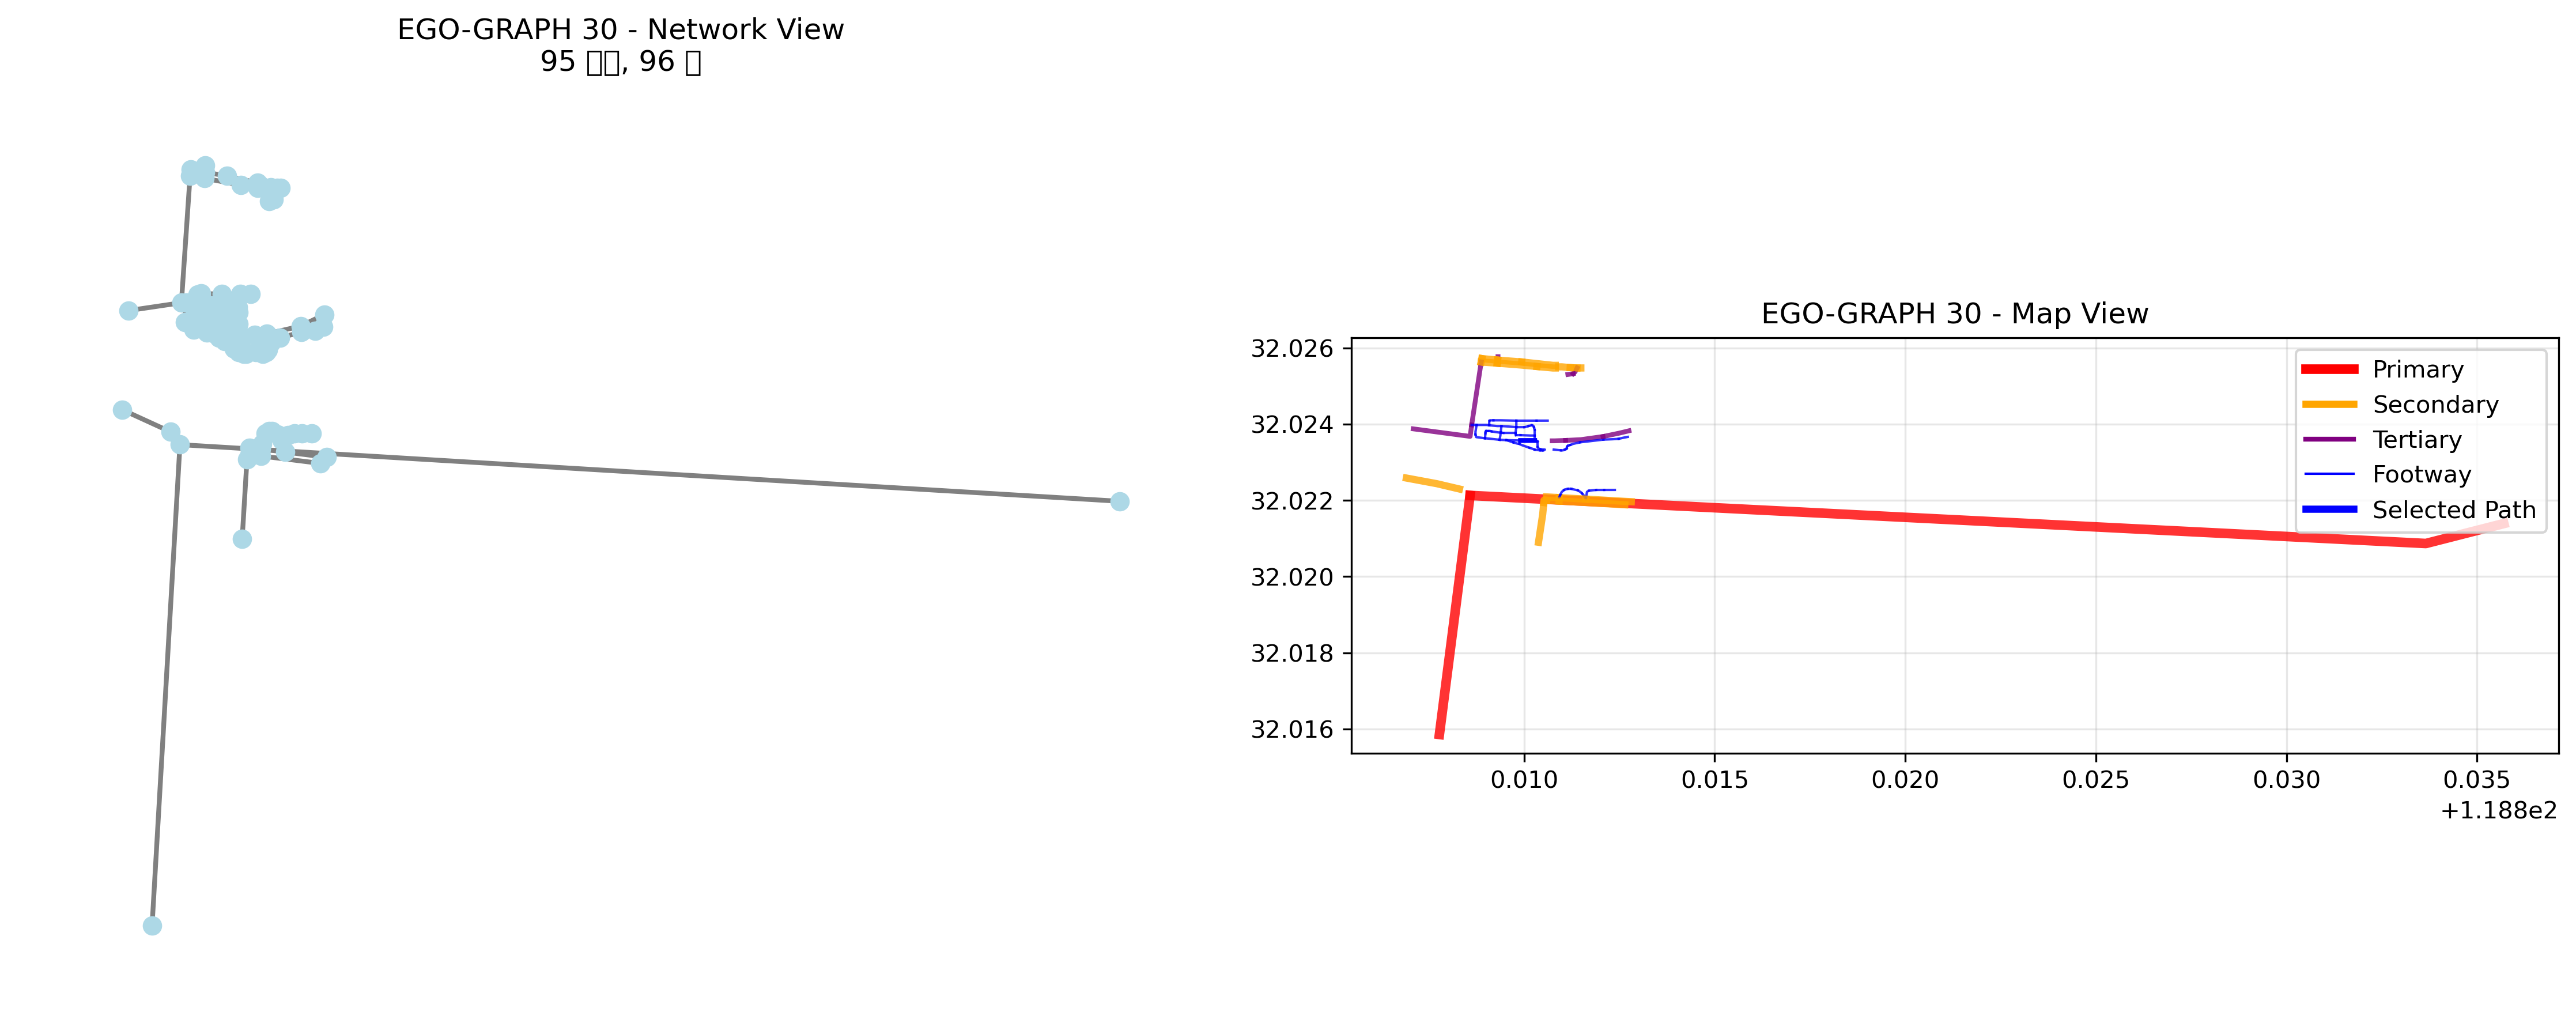 EGO-GRAPH 30 - Network View
95 , 96
EGO-GRAPH 30 - Map View
32.026
32.024
32.022
32.020
32.018
32.016
0.010 0.015 0.020 0.025 0.030 0.035
+1.188e2
Primary
Secondary
Tertiary
Footway
Selected Path